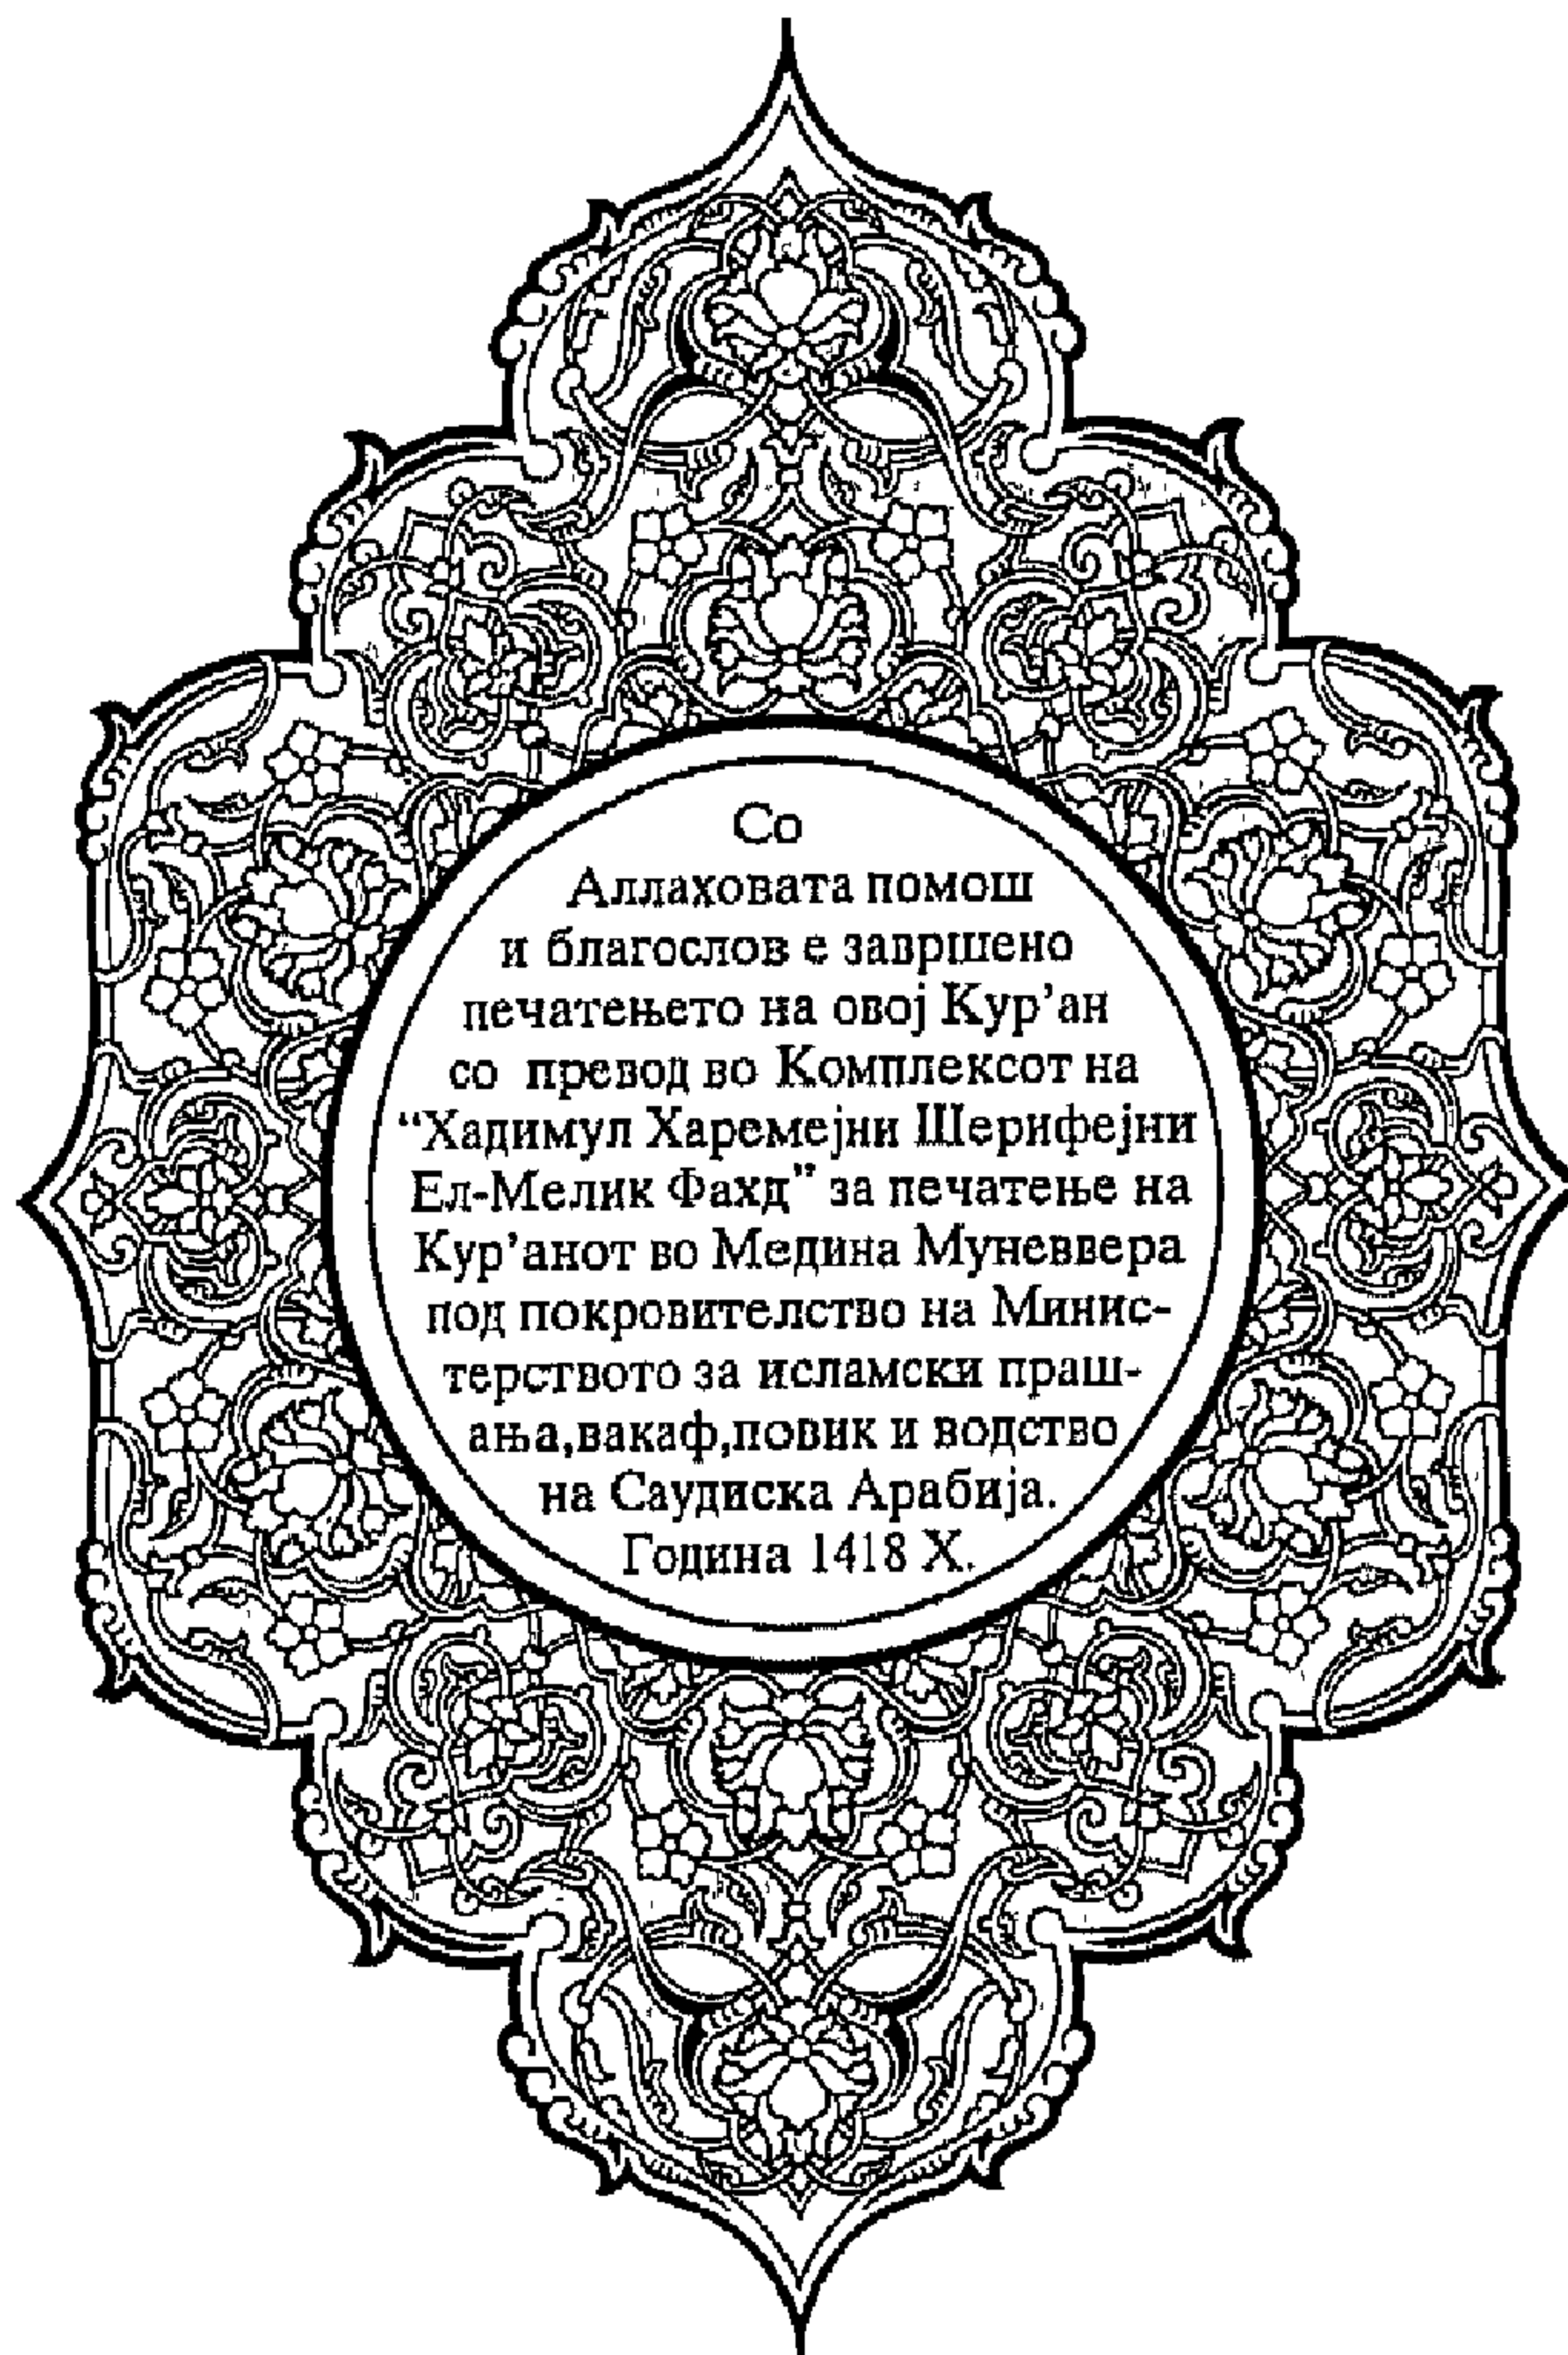 Со
Аллаховата помош
и благослов е завршено
печатењето на овој Кур’ан
со превод во Комплексот на
“Хадимул Харемејни Шерифејни
Ел-Мелик Фахд” за печатење на
Кур’анот во Медина Муневвера
под покровителство на Минис-
терството за исламски праш-
ања,вакаф,повик и водство
на Саудиска Арабија.
Година 1418 Х.